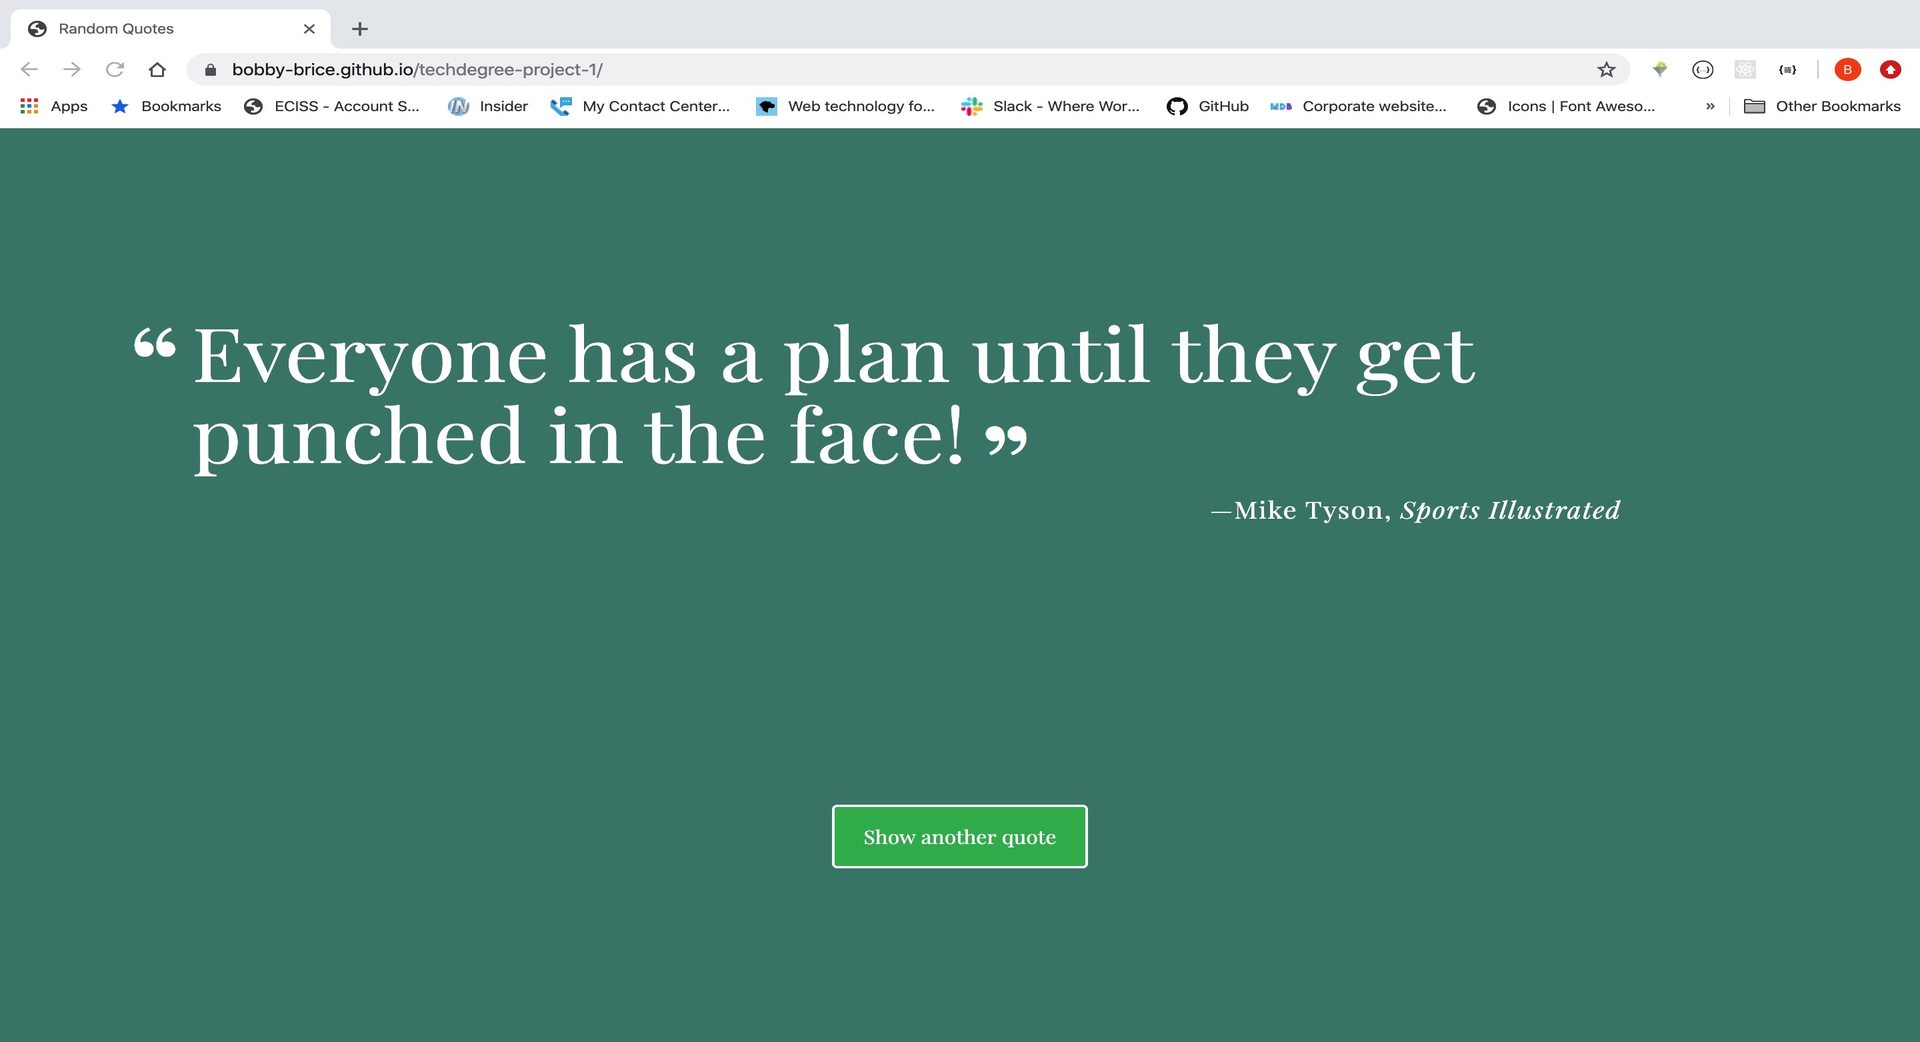 Random Quotes
bobby-brice.github.io/techdegree-project-1/
B
Apps Bookmarks ECISS - Account S... Insider My Contact Center... Web technology fo... Slack - Where Wor... GitHub MDB Corporate website... Icons | Font Aweso... » Other Bookmarks
“ Everyone has a plan until they get
punched in the face! ”
—Mike Tyson, Sports Illustrated
Show another quote